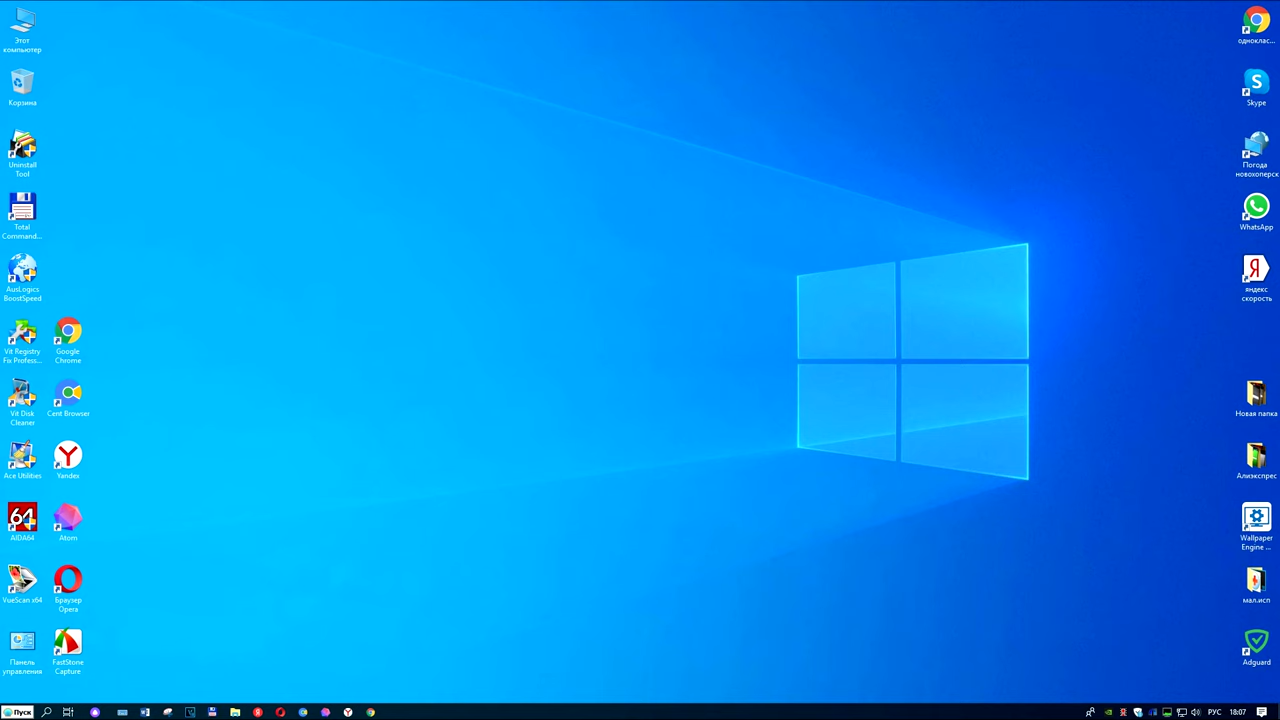 Этот
компьютер
Корзина
Uninstall
Tool
Total
Command...
AusLogics
BoostSpeed
Vit Registry
Fix Profess...
Vit Disk
Cleaner
Ace Utilities
64
AIDA64
VueScan x64
Панель
управления
Google
Chrome
Cent Browser
Y
Yandex
Atom
Браузер
Opera
FastStone
Capture
одноклас...
S
Skype
Погода
новохоперск
WhatsApp
Я
яндекс
скорость
Новая папка
Алиэкспрес
Wallpaper
Engine ...
мал.исп
Adguard
Пуск
РУС
18:07